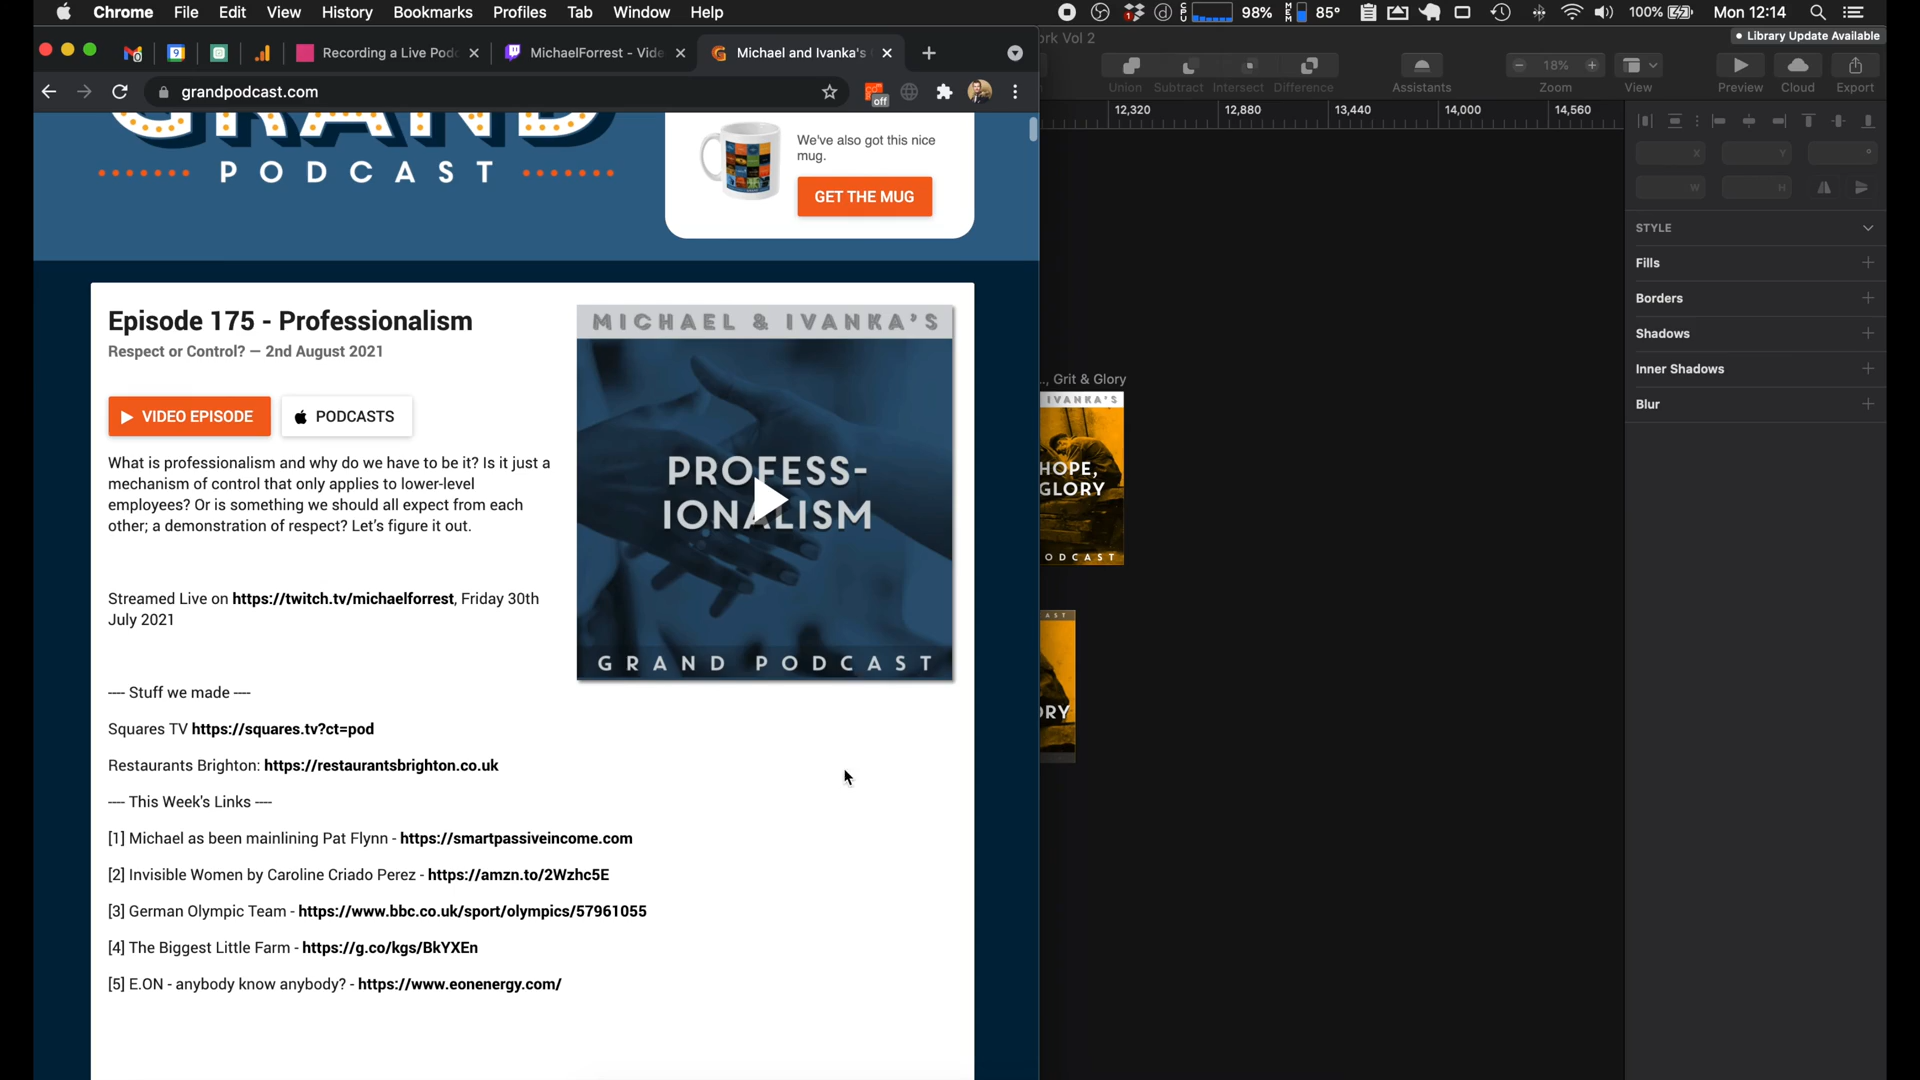 Chrome File Edit View History Bookmarks Profiles Tab Window Help
CPU 98% MEM 85° 100% Mon 12:14
Recording a Live Pod
MichaelForrest - Vide
Michael and Ivanka's
grandpodcast.com
off
GRAND
PODCAST
We've also got this nice
mug.
GET THE MUG
Episode 175 - Professionalism
Respect or Control? — 2nd August 2021
VIDEO EPISODE
PODCASTS
What is professionalism and why do we have to be it? Is it just a
mechanism of control that only applies to lower-level
employees? Or is something we should all expect from each
other; a demonstration of respect? Let's figure it out.
Streamed Live on https://twitch.tv/michaelforrest, Friday 30th
July 2021
MICHAEL & IVANKA'S
PROFESS-
IONALISM
GRAND PODCAST
---- Stuff we made ----
Squares TV https://squares.tv?ct=pod
Restaurants Brighton: https://restaurantsbrighton.co.uk
---- This Week's Links ----
[1] Michael as been mainlining Pat Flynn - https://smartpassiveincome.com
[2] Invisible Women by Caroline Criado Perez - https://amzn.to/2Wzhc5E
[3] German Olympic Team - https://www.bbc.co.uk/sport/olympics/57961055
[4] The Biggest Little Farm - https://g.co/kgs/BkYXEn
[5] E.ON - anybody know anybody? - https://www.eonenergy.com/
ork Vol 2
Library Update Available
Union Subtract Intersect Difference
Assistants
18%
Zoom
View
Preview Cloud Export
12,320 12,880 13,440 14,000 14,560
X Y °
W H
STYLE
Fills
Borders
Shadows
Inner Shadows
Blur
..., Grit & Glory
IVANKA'S
HOPE,
GLORY
ODCAST
AST
ORY